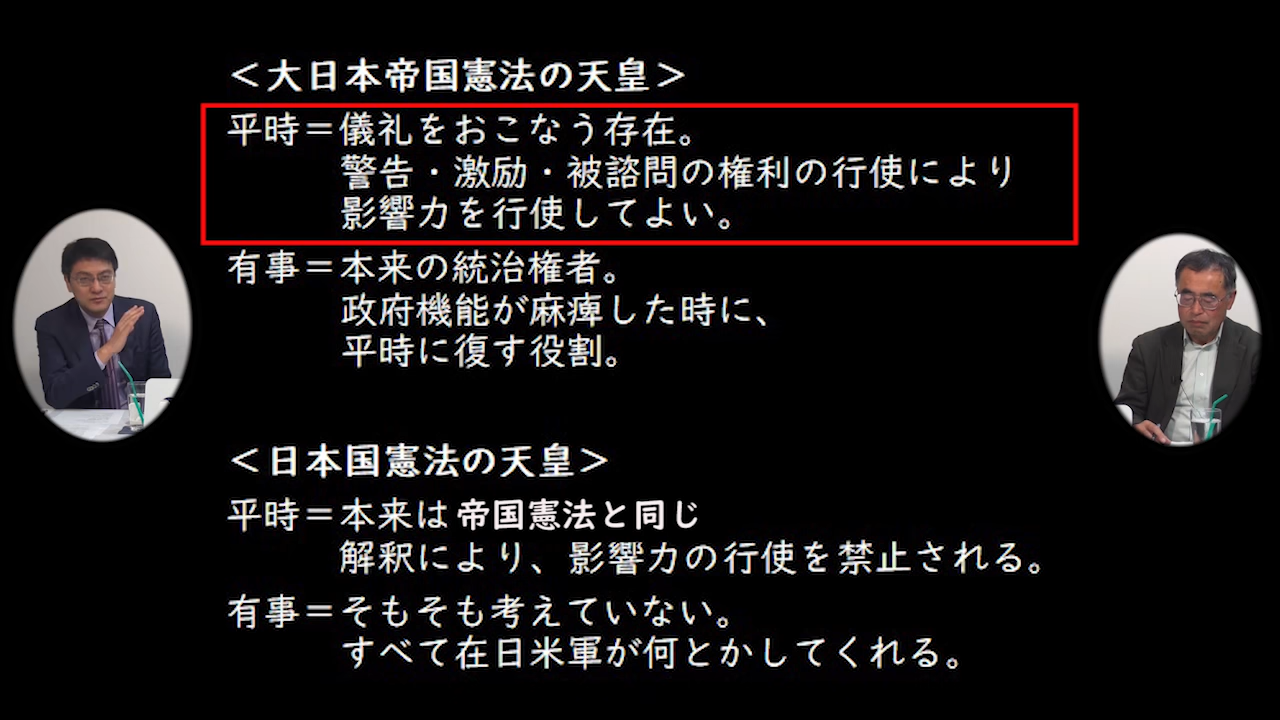 ＜大日本帝国憲法の天皇＞
平時＝儀礼をおこなう存在。
警告・激励・被諮問の権利の行使により
影響力を行使してよい。
有事＝本来の統治権者。
政府機能が麻痺した時に、
平時に復す役割。
＜日本国憲法の天皇＞
平時＝本来は帝国憲法と同じ
解釈により、影響力の行使を禁止される。
有事＝そもそも考えていない。
すべて在日米軍が何とかしてくれる。